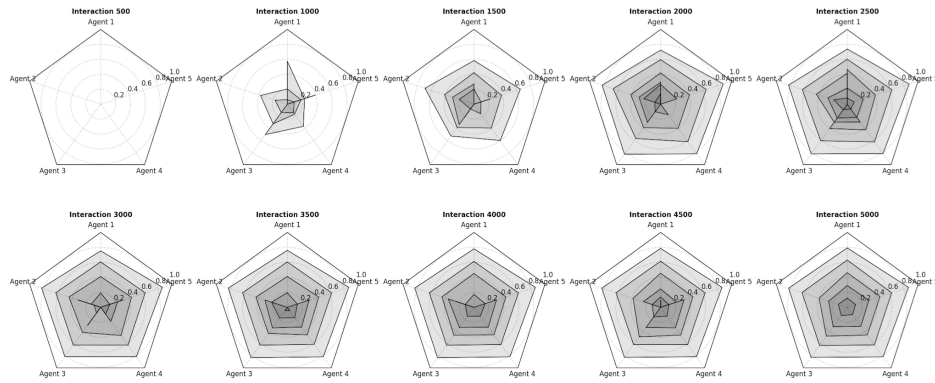 Interaction 500
Agent 1
Agent 2
Agent 3
Agent 4
Agent 5
0.2
0.4
0.6
0.8
1.0
Interaction 1000
Agent 1
Agent 2
Agent 3
Agent 4
Agent 5
0.2
0.4
0.6
0.8
1.0
Interaction 1500
Agent 1
Agent 2
Agent 3
Agent 4
Agent 5
0.2
0.4
0.6
0.8
1.0
Interaction 2000
Agent 1
Agent 2
Agent 3
Agent 4
Agent 5
0.2
0.4
0.6
0.8
1.0
Interaction 2500
Agent 1
Agent 2
Agent 3
Agent 4
Agent 5
0.2
0.4
0.6
0.8
1.0
Interaction 3000
Agent 1
Agent 2
Agent 3
Agent 4
Agent 5
0.2
0.4
0.6
0.8
1.0
Interaction 3500
Agent 1
Agent 2
Agent 3
Agent 4
Agent 5
0.2
0.4
0.6
0.8
1.0
Interaction 4000
Agent 1
Agent 2
Agent 3
Agent 4
Agent 5
0.2
0.4
0.6
0.8
1.0
Interaction 4500
Agent 1
Agent 2
Agent 3
Agent 4
Agent 5
0.2
0.4
0.6
0.8
1.0
Interaction 5000
Agent 1
Agent 2
Agent 3
Agent 4
Agent 5
0.2
0.4
0.6
0.8
1.0